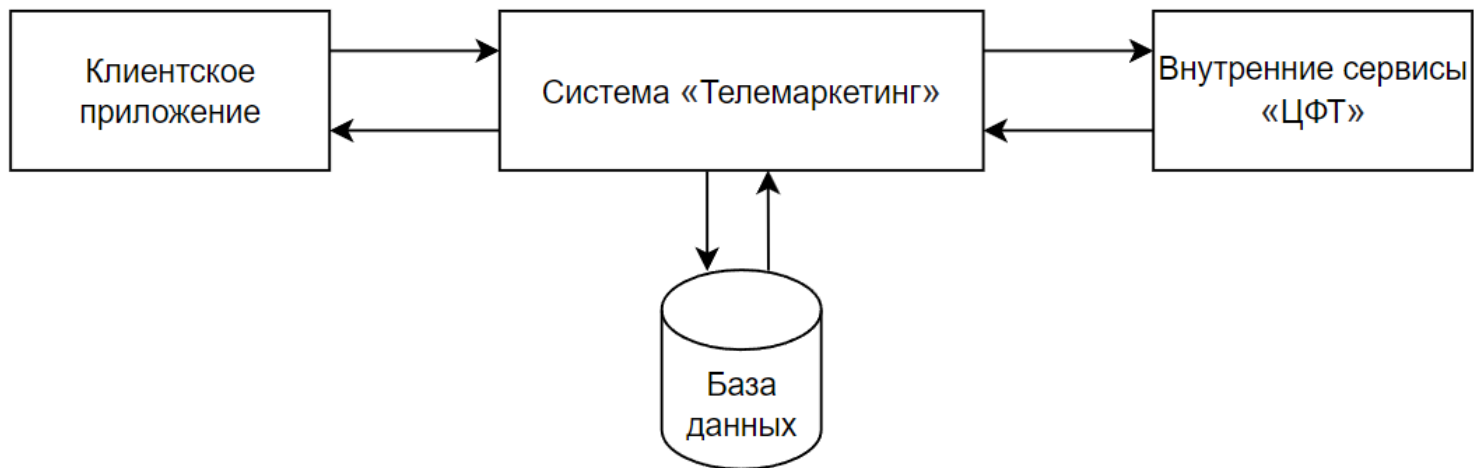 Клиентское
приложение
Система «Телемаркетинг»
Внутренние сервисы
«ЦФТ»
База
данных